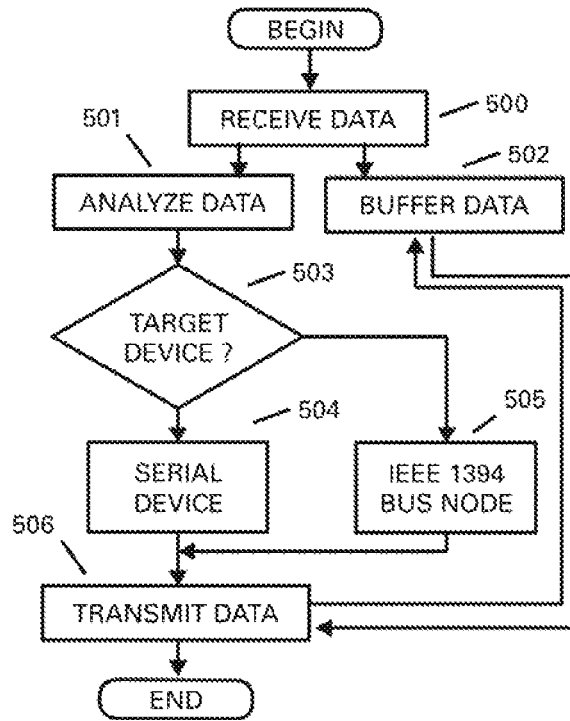 BEGIN
RECEIVE DATA
500
501
502
ANALYZE DATA
BUFFER DATA
503
TARGET
DEVICE ?
504
505
SERIAL
DEVICE
IEEE 1394
BUS NODE
506
TRANSMIT DATA
END